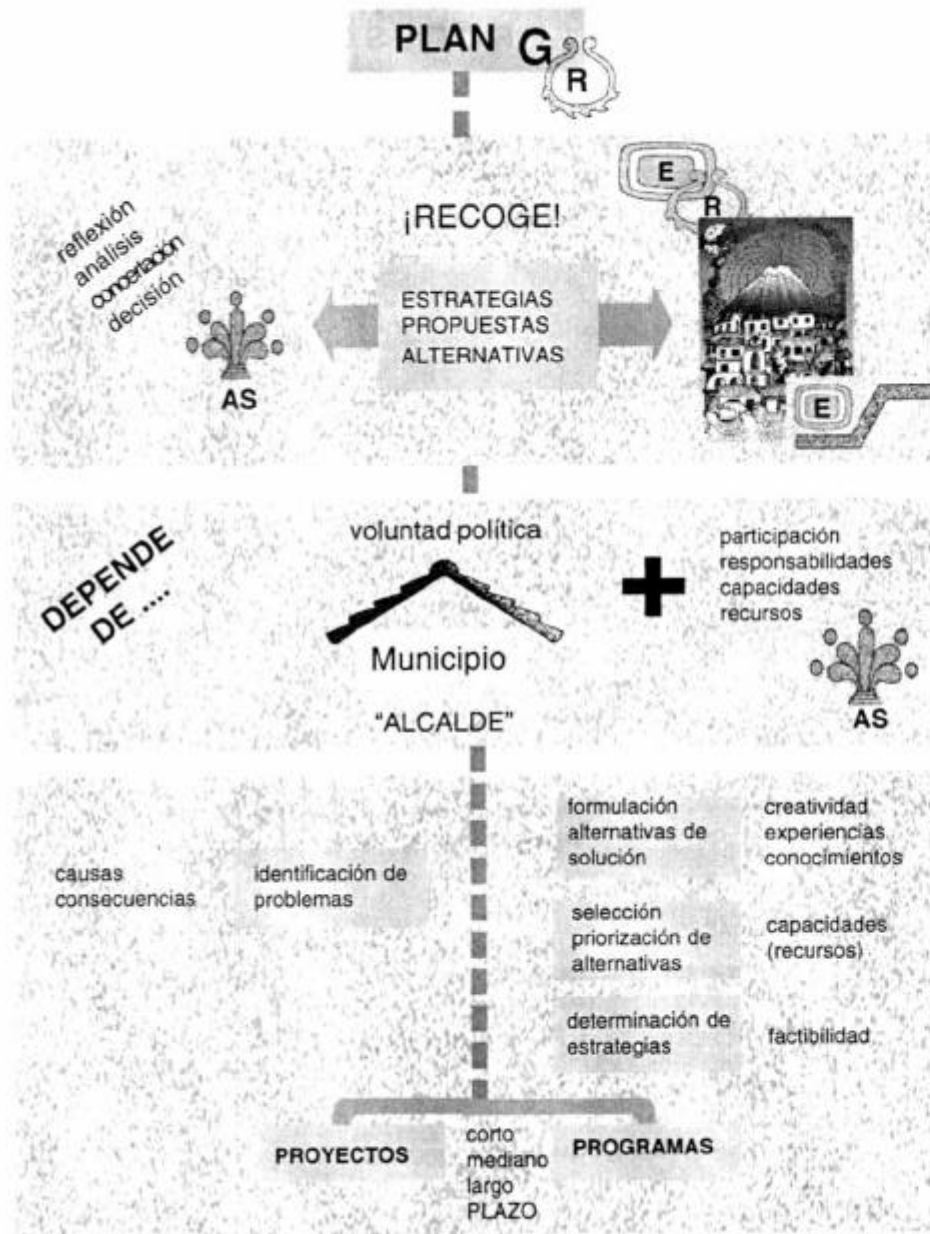 PLAN G
R
¡RECOGE!
reflexión
análisis
concertación
decisión
AS
ESTRATEGIAS
PROPUESTAS
ALTERNATIVAS
E
R
E
DEPENDE
DE ....
voluntad política
Municipio
"ALCALDE"
participación
responsabilidades
capacidades
recursos
AS
causas
consecuencias
identificación de
problemas
formulación
alternativas de
solución
creatividad
experiencias
conocimientos
selección
priorización de
alternativas
capacidades
(recursos)
determinación de
estrategias
factibilidad
PROYECTOS
corto
mediano
largo
PLAZO
PROGRAMAS